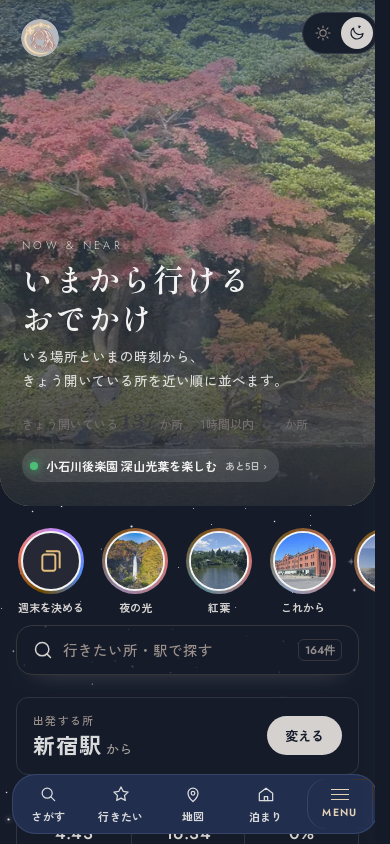 NOW & NEAR
いまから行ける
おでかけ
いる場所といまの時刻から、
きょう開いている所を近い順に並べます。
きょう開いている か所 1時間以内 か所
小石川後楽園 深山光葉を楽しむ あと5日 ›
週末を決める 夜の光 紅葉 これから
行きたい所・駅で探す 164件
出発する所
新宿駅 から 変える
さがす 行きたい 地図 泊まり MENU